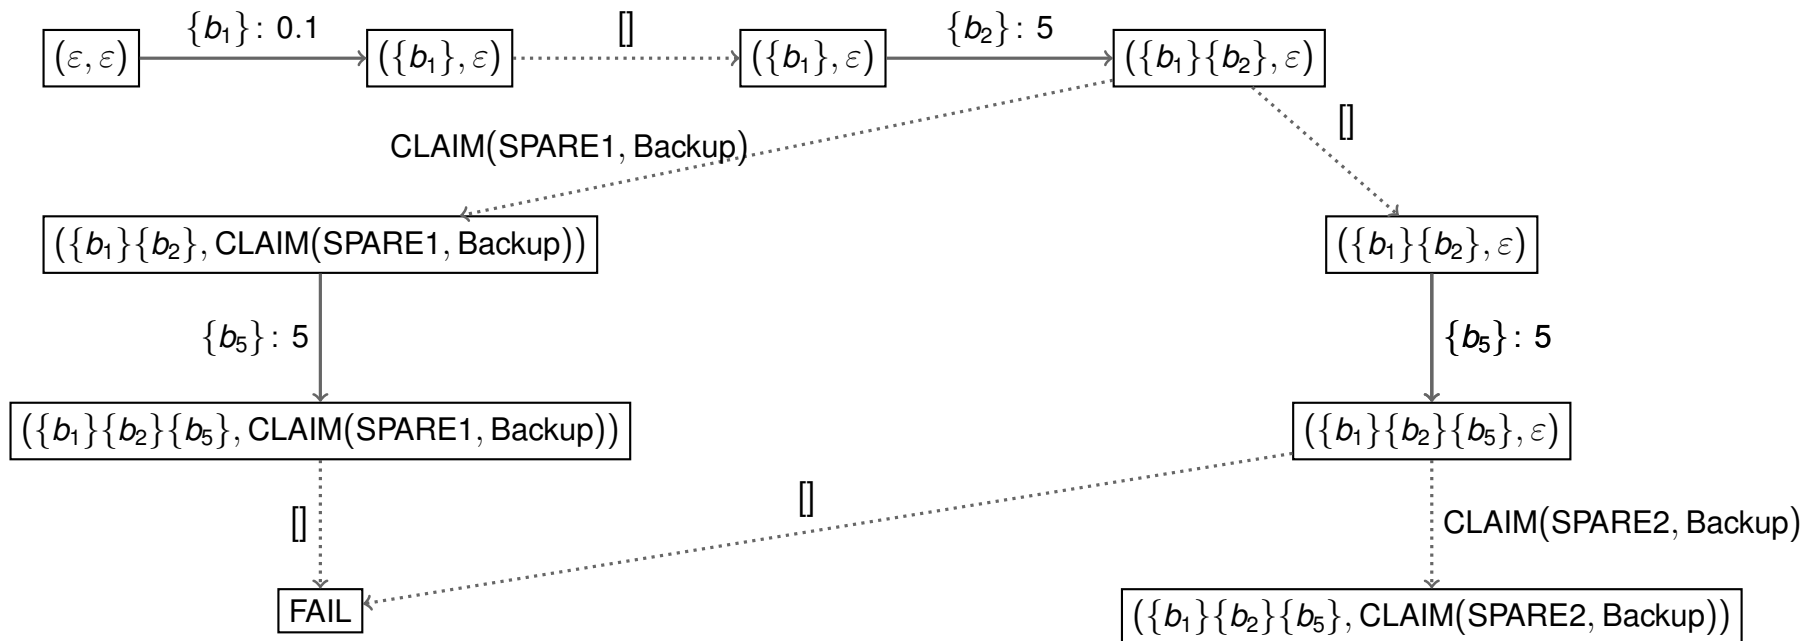 {b₁}: 0.1
[]
{b₂}: 5
(ε, ε)
({b₁}, ε)
({b₁}, ε)
({b₁}{b₂}, ε)
CLAIM(SPARE1, Backup)
[]
({b₁}{b₂}, CLAIM(SPARE1, Backup))
({b₁}{b₂}, ε)
{b₅}: 5
{b₅}: 5
({b₁}{b₂}{b₅}, CLAIM(SPARE1, Backup))
({b₁}{b₂}{b₅}, ε)
[]
[]
CLAIM(SPARE2, Backup)
FAIL
({b₁}{b₂}{b₅}, CLAIM(SPARE2, Backup))